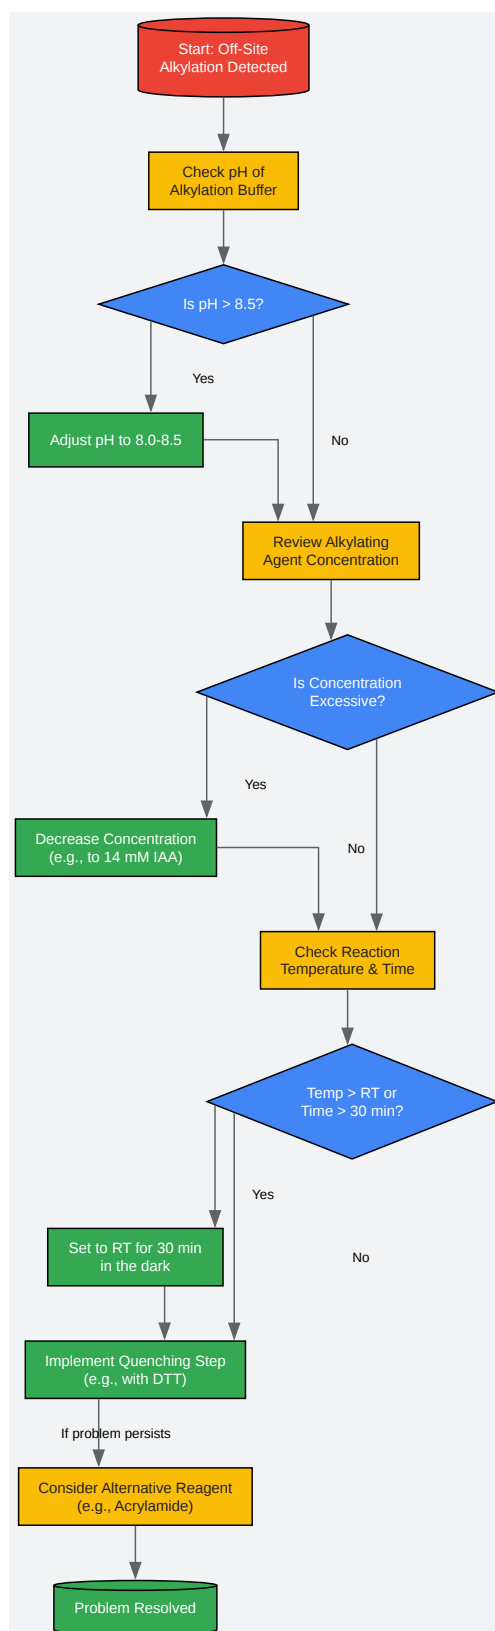 Start: Off-Site
Alkylation Detected
Check pH of
Alkylation Buffer
Is pH > 8.5?
Yes
Adjust pH to 8.0-8.5
No
Review Alkylating
Agent Concentration
Is Concentration
Excessive?
Yes
Decrease Concentration
(e.g., to 14 mM IAA)
No
Check Reaction
Temperature & Time
Temp > RT or
Time > 30 min?
Yes
Set to RT for 30 min
in the dark
No
Implement Quenching Step
(e.g., with DTT)
If problem persists
Consider Alternative Reagent
(e.g., Acrylamide)
Problem Resolved